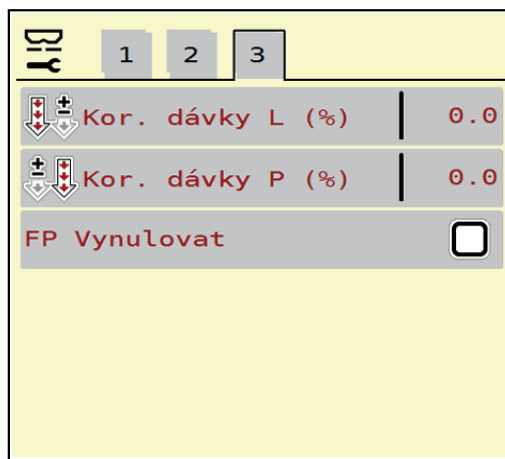 1 2 3
Kor. dávky L (%) 0.0
Kor. dávky P (%) 0.0
FP Vynulovat